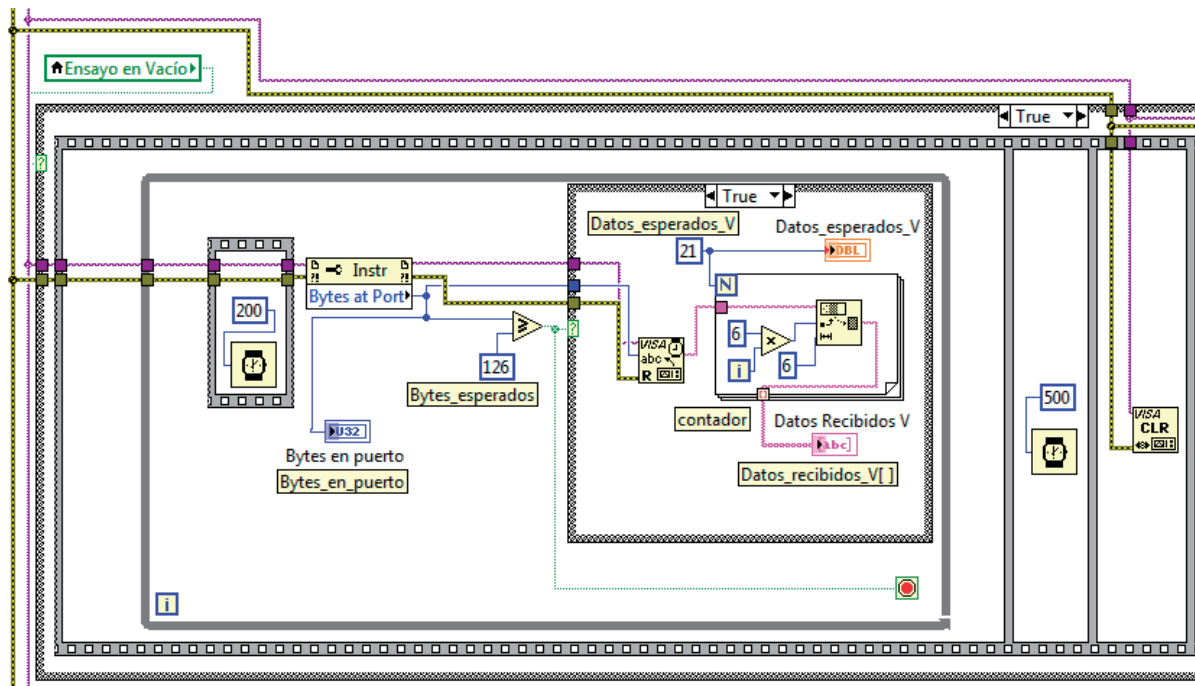 Ensayo en Vacío
True
True
Datos_esperados_V
Datos_esperados_V
21
DBL
N
Instr
Bytes at Port
200
6
i
6
126
Bytes_esperados
VISA
abc
R
contador
Datos Recibidos V
abc
Datos_recibidos_V[ ]
U32
Bytes en puerto
Bytes_en_puerto
500
VISA
CLR
i